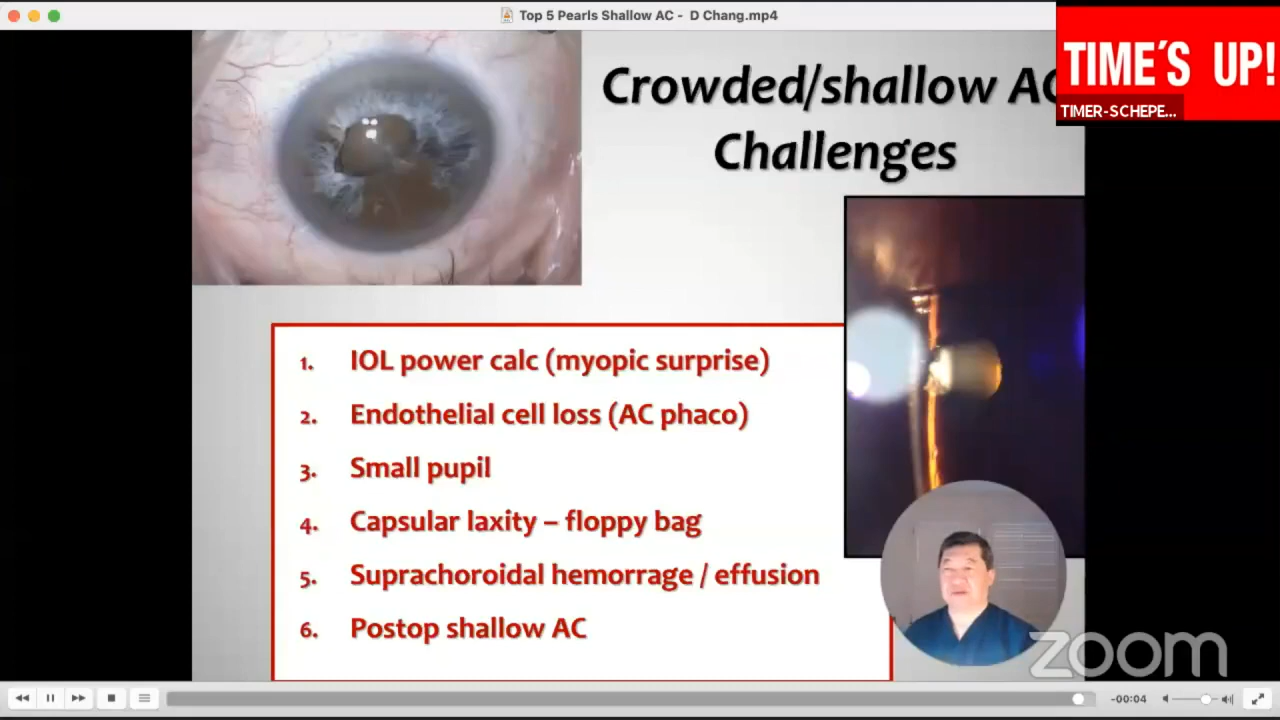 Top 5 Pearls Shallow AC - D Chang.mp4
TIME'S UP!
TIMER-SCHEPE...
Crowded/shallow AC
Challenges
1. IOL power calc (myopic surprise)
2. Endothelial cell loss (AC phaco)
3. Small pupil
4. Capsular laxity – floppy bag
5. Suprachoroidal hemorrage / effusion
6. Postop shallow AC
zoom
-00:04